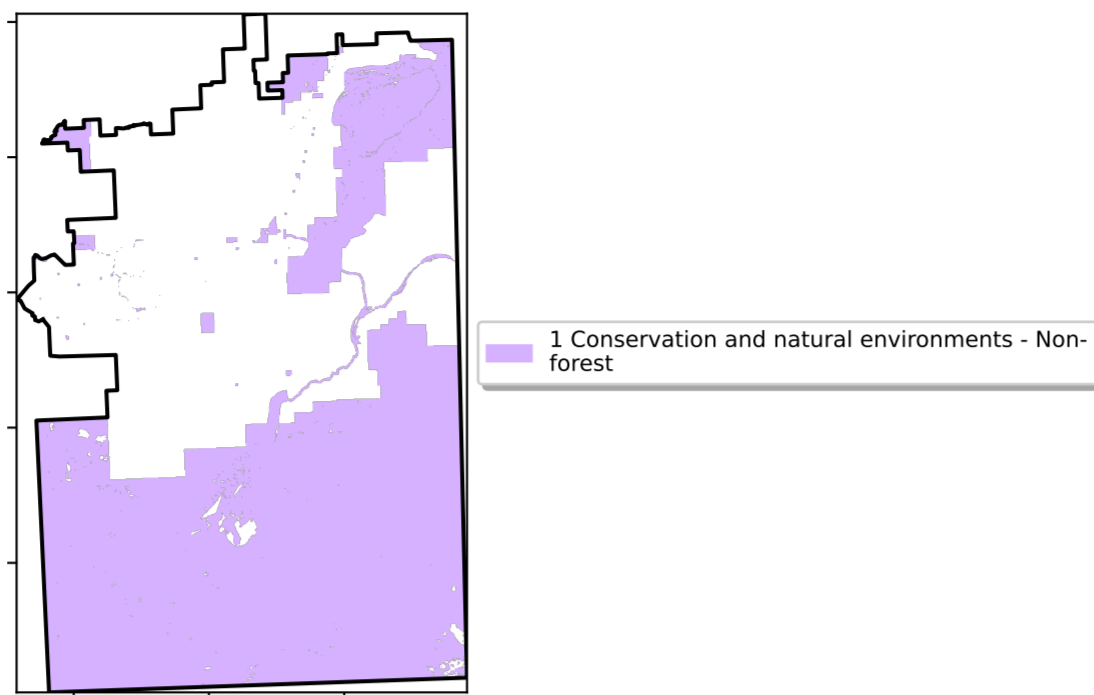 1 Conservation and natural environments - Non-
forest